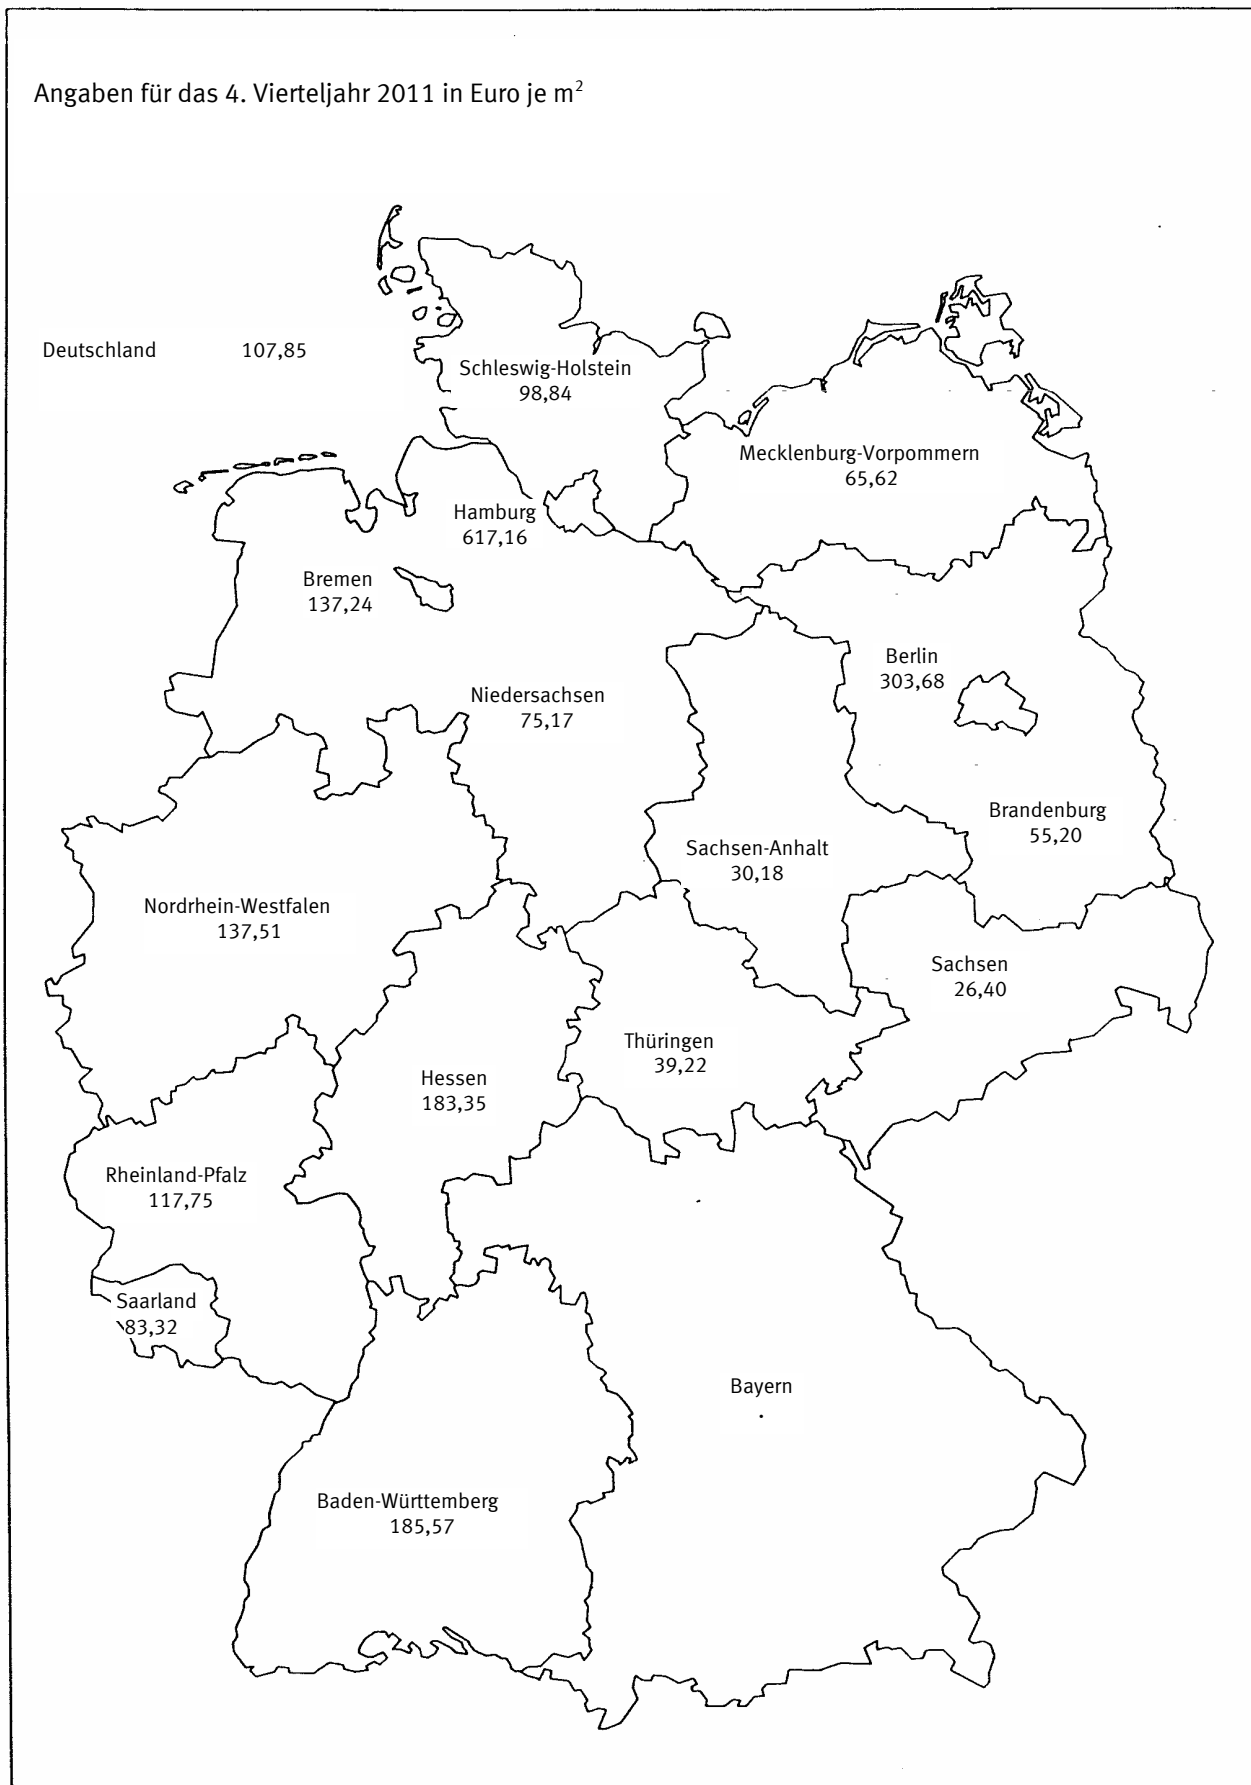 Angaben für das 4. Vierteljahr 2011 in Euro je m²
Deutschland 107,85
Schleswig-Holstein
98,84
Mecklenburg-Vorpommern
65,62
Hamburg
617,16
Bremen
137,24
Berlin
303,68
Niedersachsen
75,17
Brandenburg
55,20
Sachsen-Anhalt
30,18
Nordrhein-Westfalen
137,51
Sachsen
26,40
Thüringen
39,22
Hessen
183,35
Rheinland-Pfalz
117,75
Saarland
83,32
Bayern
.
Baden-Württemberg
185,57